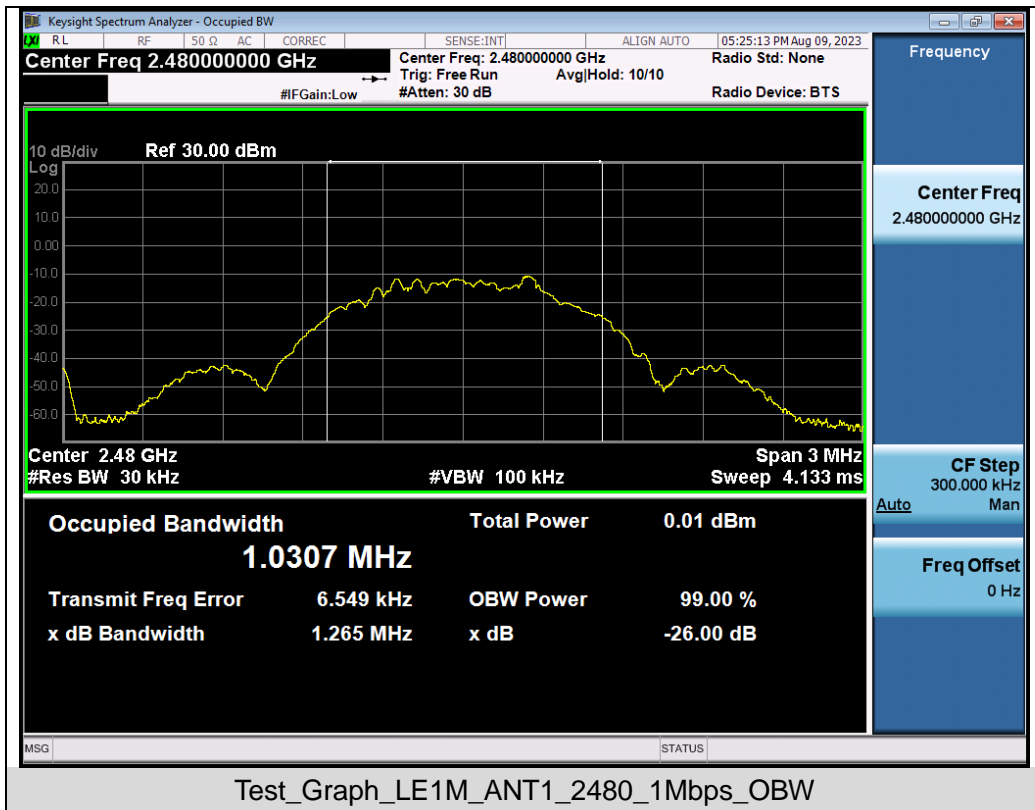 Keysight Spectrum Analyzer - Occupied BW
LXI RL RF 50 Ω AC CORREC SENSE:INT ALIGN AUTO 05:25:13 PM Aug 09, 2023
Center Freq 2.480000000 GHz
Center Freq: 2.480000000 GHz
Radio Std: None
Trig: Free Run Avg|Hold: 10/10
#IFGain:Low
#Atten: 30 dB
Radio Device: BTS
Frequency
10 dB/div Ref 30.00 dBm
Log
20.0
10.0
0.00
-10.0
-20.0
-30.0
-40.0
-50.0
-60.0
Center 2.48 GHz Span 3 MHz
#Res BW 30 kHz #VBW 100 kHz Sweep 4.133 ms
Center Freq
2.480000000 GHz
CF Step
300.000 kHz
Auto Man
Freq Offset
0 Hz
Occupied Bandwidth Total Power 0.01 dBm
1.0307 MHz
Transmit Freq Error 6.549 kHz OBW Power 99.00 %
x dB Bandwidth 1.265 MHz x dB -26.00 dB
MSG STATUS
Test_Graph_LE1M_ANT1_2480_1Mbps_OBW